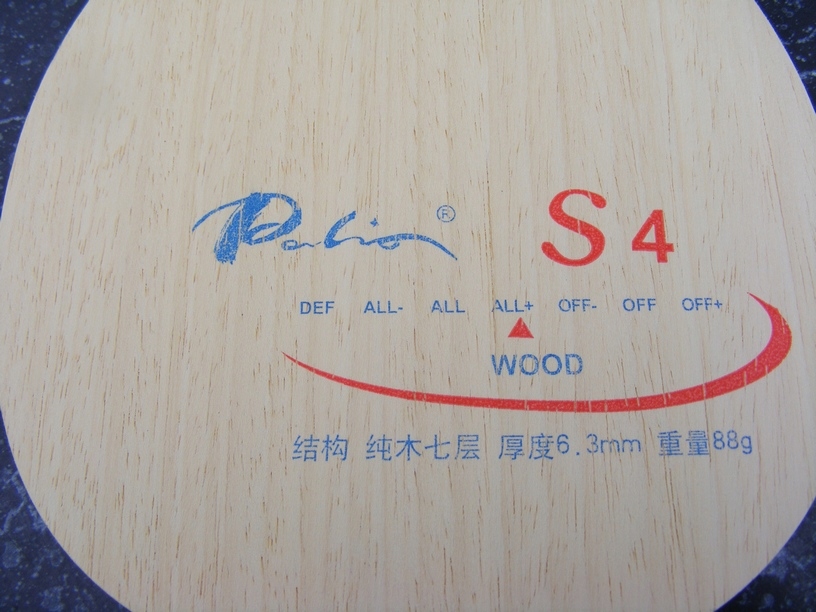 Palio ® S 4
DEF ALL- ALL ALL+ OFF- OFF OFF+
WOOD
结构 纯木七层 厚度6.3mm 重量88g